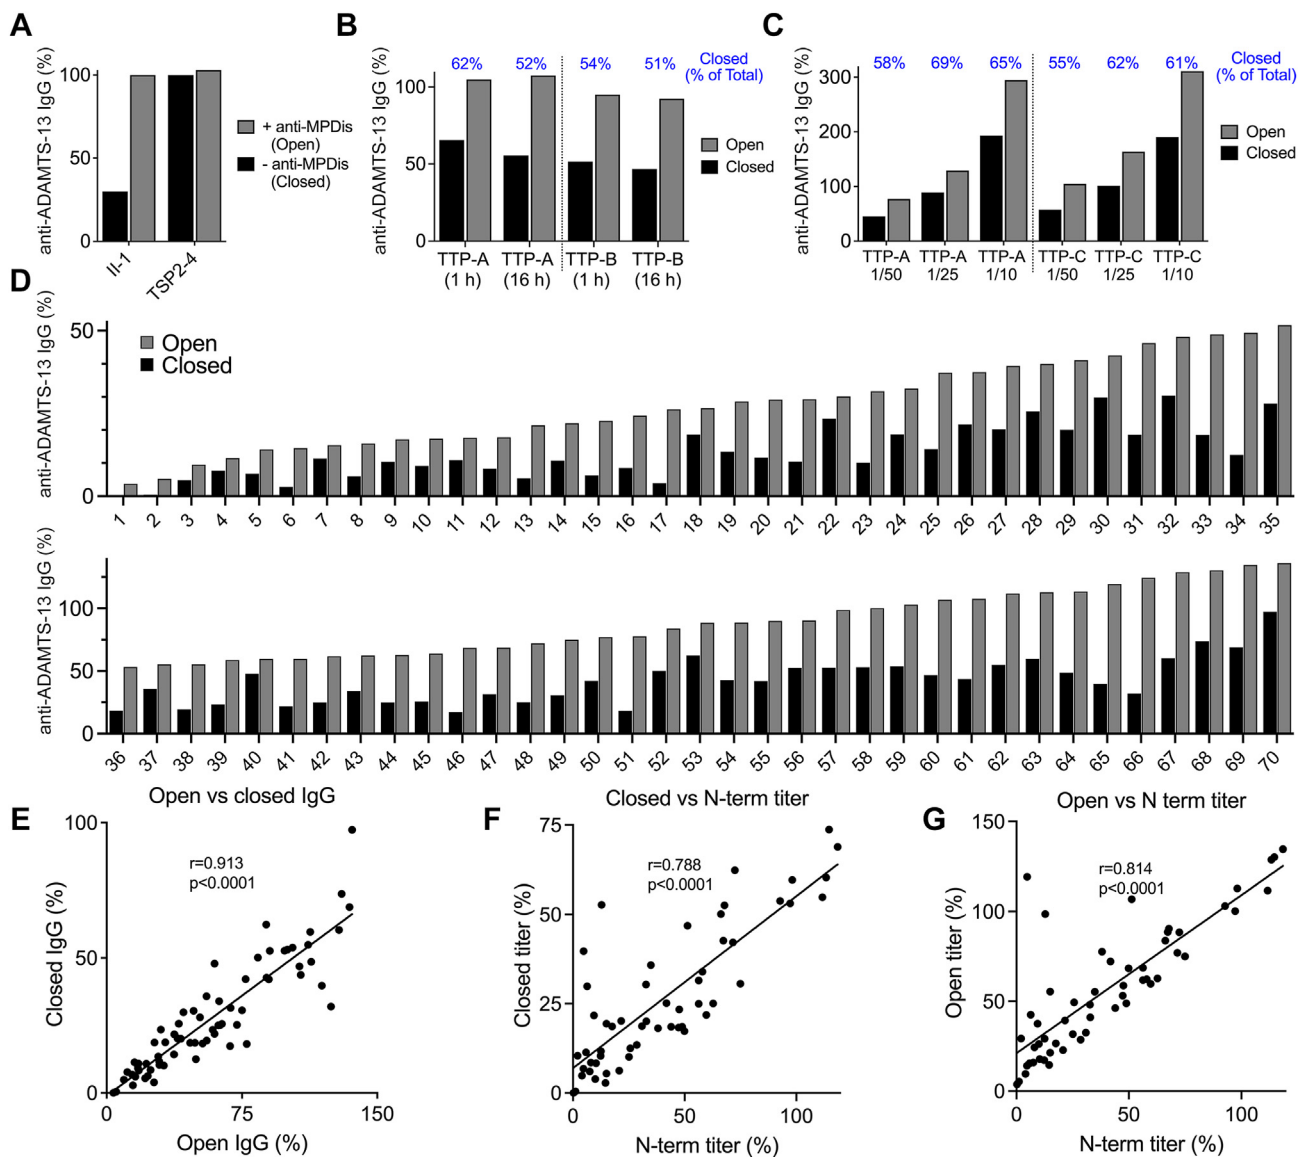 A
anti-ADAMTS-13 IgG (%)
100
50
0
II-1
TSP2-4
+ anti-MPDis
(Open)
- anti-MPDis
(Closed)
B
anti-ADAMTS-13 IgG (%)
62% 52% 54% 51% Closed
(% of Total)
100
50
0
TTP-A TTP-A TTP-B TTP-B
(1 h) (16 h) (1 h) (16 h)
Open
Closed
C
anti-ADAMTS-13 IgG (%)
58% 69% 65% 55% 62% 61% Closed
(% of Total)
300
200
100
0
TTP-A TTP-A TTP-A TTP-C TTP-C TTP-C
1/50 1/25 1/10 1/50 1/25 1/10
Open
Closed
D
anti-ADAMTS-13 IgG (%)
50
0
Open
Closed
1 2 3 4 5 6 7 8 9 10 11 12 13 14 15 16 17 18 19 20 21 22 23 24 25 26 27 28 29 30 31 32 33 34 35
anti-ADAMTS-13 IgG (%)
100
50
0
36 37 38 39 40 41 42 43 44 45 46 47 48 49 50 51 52 53 54 55 56 57 58 59 60 61 62 63 64 65 66 67 68 69 70
E
Open vs closed IgG
Closed IgG (%)
100
50
0
r=0.913
p<0.0001
0 75 150
Open IgG (%)
F
Closed vs N-term titer
Closed titer (%)
75
50
25
0
r=0.788
p<0.0001
0 50 100
N-term titer (%)
G
Open vs N term titer
Open titer (%)
150
100
50
0
r=0.814
p<0.0001
0 50 100
N-term titer (%)